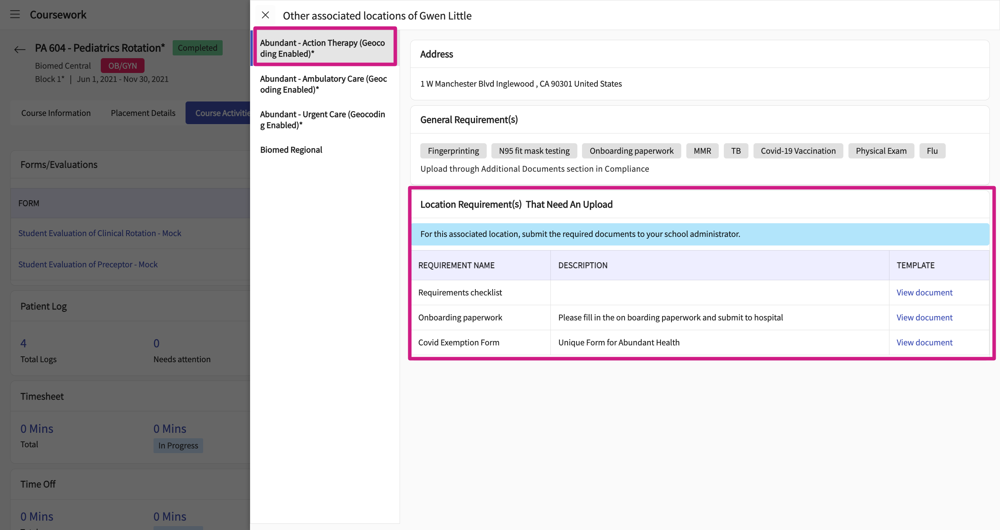 Coursework
PA 604 - Pediatrics Rotation* Completed
Biomed Central OB/GYN
Block 1* | Jun 1, 2021 - Nov 30, 2021
Course Information Placement Details Course
Forms/Evaluations
FORM
Student Evaluation of Clinical Rotation - Mock
Student Evaluation of Preceptor - Mock
Patient Log
4 0
Total Logs Needs attention
Timesheet
0 Mins 0 Mins
Total In Progress
Time Off
0 Mins 0 Mins
Other associated locations of Gwen Little
Abundant - Action Therapy (Geoco
ding Enabled)*
Abundant - Ambulatory Care (Geoc
oding Enabled)*
Abundant - Urgent Care (Geocodin
g Enabled)*
Biomed Regional
Address
1 W Manchester Blvd Inglewood , CA 90301 United States
General Requirement(s)
Fingerprinting N95 fit mask testing Onboarding paperwork MMR TB Covid-19 Vaccination Physical Exam Flu
Upload through Additional Documents section in Compliance
Location Requirement(s) That Need An Upload
For this associated location, submit the required documents to your school administrator.
REQUIREMENT NAME DESCRIPTION TEMPLATE
Requirements checklist View document
Onboarding paperwork Please fill in the on boarding paperwork and submit to hospital View document
Covid Exemption Form Unique Form for Abundant Health View document